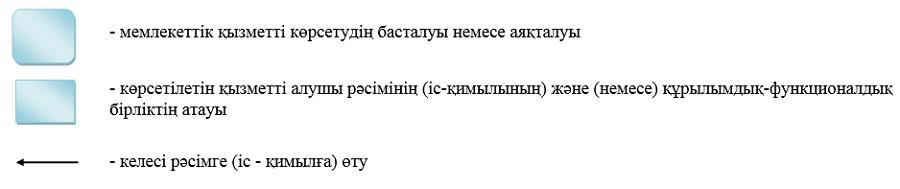 - мемлекеттік қызметті көрсетудің басталуы немесе аяқталуы
- көрсетілетін қызметті алушы рәсімінің (іс-қимылының) және (немесе) құрылымдық-функционалдық
бірліктің атауы
- келесі рәсімге (іс - қимылға) өту